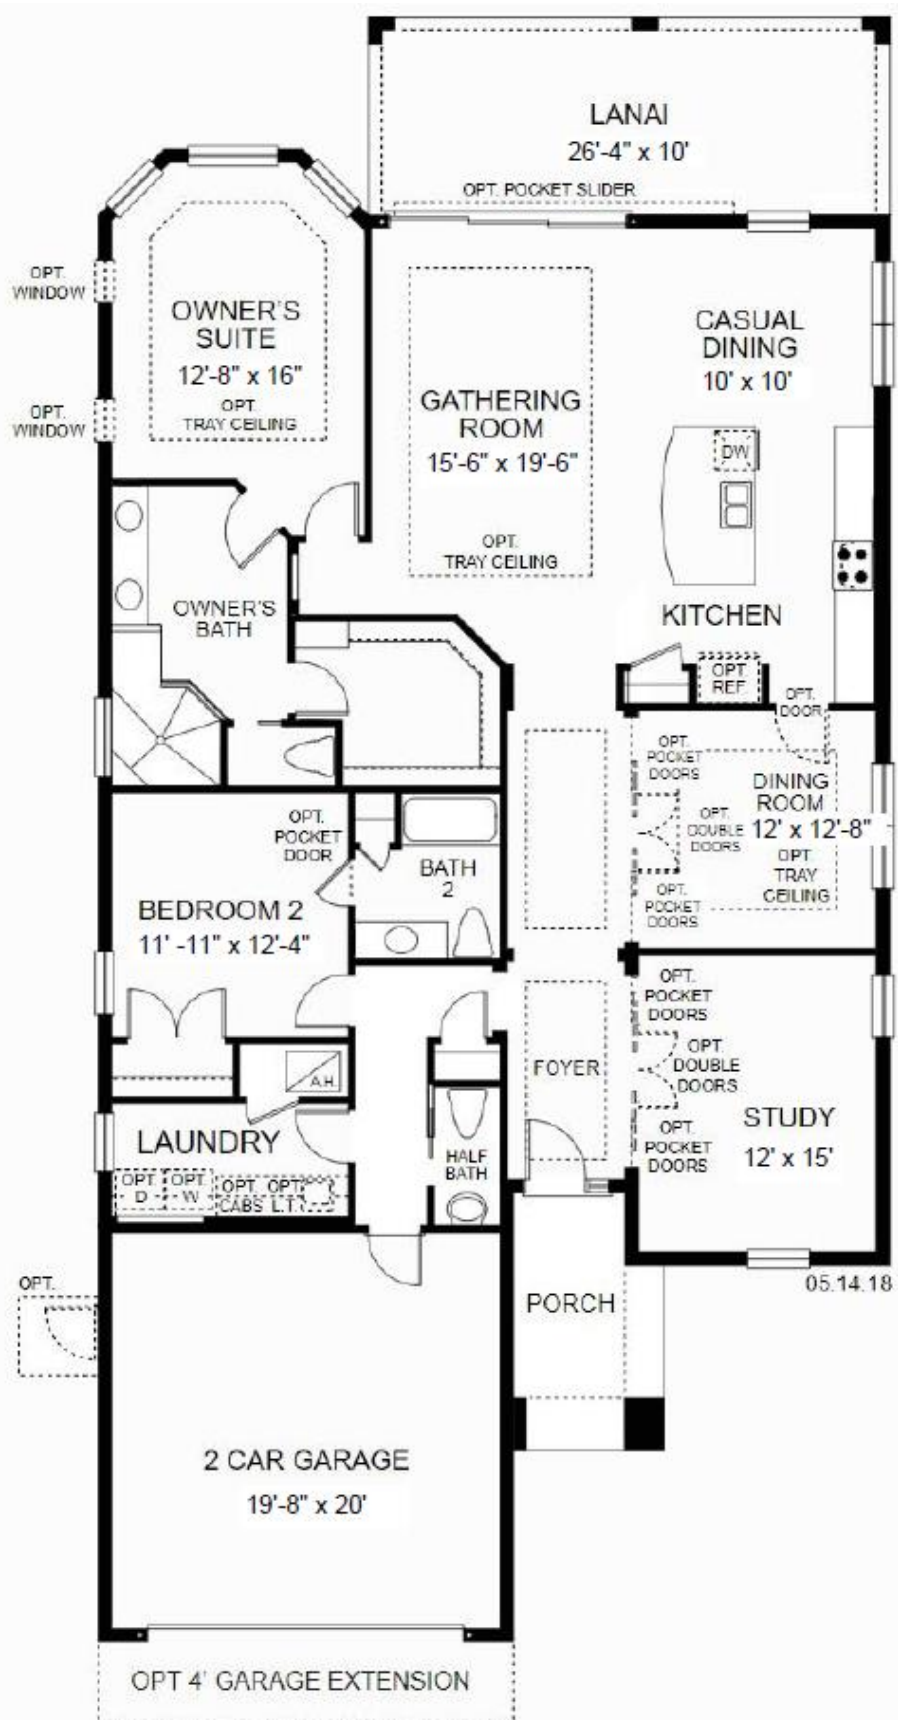 LANAI
26'-4" x 10'
OPT. POCKET SLIDER
OPT.
WINDOW
OWNER'S
SUITE
12'-8" x 16"
OPT.
TRAY CEILING
OPT.
WINDOW
CASUAL
DINING
10' x 10'
GATHERING
ROOM
15'-6" x 19'-6"
OPT.
TRAY CEILING
DW
KITCHEN
OWNER'S
BATH
OPT
REF.
OPT.
DOOR
OPT.
POCKET
DOORS
DINING
ROOM
12' x 12'-8"
OPT.
DOUBLE
DOORS
OPT.
TRAY
CEILING
OPT.
POCKET
DOORS
OPT.
POCKET
DOOR
BATH
2
BEDROOM 2
11' -11" x 12'-4"
OPT.
POCKET
DOORS
OPT.
DOUBLE
DOORS
OPT.
POCKET
DOORS
FOYER
STUDY
12' x 15'
A.H.
LAUNDRY
OPT.
D
OPT.
W
OPT.
CABS
OPT.
L.T.
HALF
BATH
05.14.18
OPT.
PORCH
2 CAR GARAGE
19'-8" x 20'
OPT 4' GARAGE EXTENSION